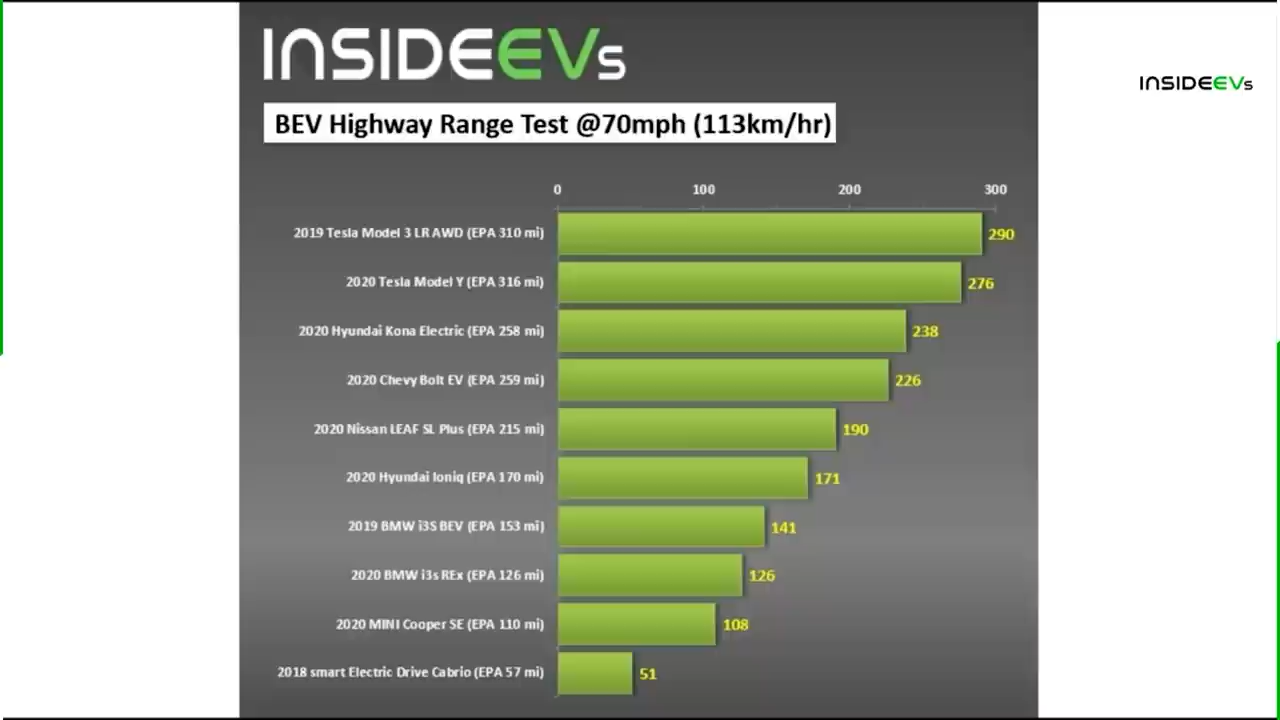 INSIDEEVs
INSIDEEVs
BEV Highway Range Test @70mph (113km/hr)
0 100 200 300
2019 Tesla Model 3 LR AWD (EPA 310 mi) 290
2020 Tesla Model Y (EPA 316 mi) 276
2020 Hyundai Kona Electric (EPA 258 mi) 238
2020 Chevy Bolt EV (EPA 259 mi) 226
2020 Nissan LEAF SL Plus (EPA 215 mi) 190
2020 Hyundai Ioniq (EPA 170 mi) 171
2019 BMW i3S BEV (EPA 153 mi) 141
2020 BMW i3s REx (EPA 126 mi) 126
2020 MINI Cooper SE (EPA 110 mi) 108
2018 smart Electric Drive Cabrio (EPA 57 mi) 51